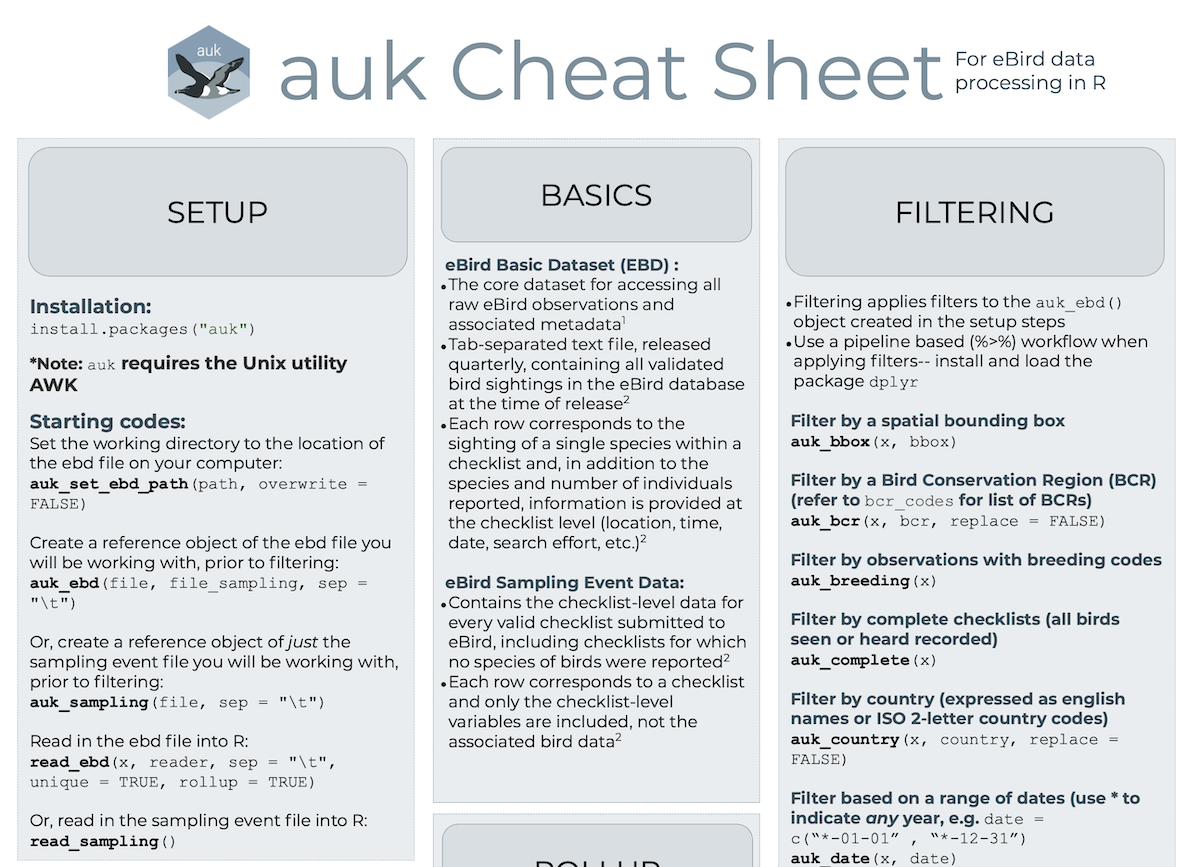 auk
auk Cheat Sheet
For eBird data
processing in R
SETUP
Installation:
install.packages("auk")
*Note: auk requires the Unix utility
AWK
Starting codes:
Set the working directory to the location of
the ebd file on your computer:
auk_set_ebd_path(path, overwrite =
FALSE)
Create a reference object of the ebd file you
will be working with, prior to filtering:
auk_ebd(file, file_sampling, sep =
"\t")
Or, create a reference object of just the
sampling event file you will be working with,
prior to filtering:
auk_sampling(file, sep = "\t")
Read in the ebd file into R:
read_ebd(x, reader, sep = "\t",
unique = TRUE, rollup = TRUE)
Or, read in the sampling event file into R:
read_sampling()
BASICS
eBird Basic Dataset (EBD) :
•The core dataset for accessing all
raw eBird observations and
associated metadata¹
•Tab-separated text file, released
quarterly, containing all validated
bird sightings in the eBird database
at the time of release²
•Each row corresponds to the
sighting of a single species within a
checklist and, in addition to the
species and number of individuals
reported, information is provided at
the checklist level (location, time,
date, search effort, etc.)²
eBird Sampling Event Data:
•Contains the checklist-level data for
every valid checklist submitted to
eBird, including checklists for which
no species of birds were reported²
•Each row corresponds to a checklist
and only the checklist-level
variables are included, not the
associated bird data²
ROLLUP
FILTERING
•Filtering applies filters to the auk_ebd()
object created in the setup steps
•Use a pipeline based (%>%) workflow when
applying filters-- install and load the
package dplyr
Filter by a spatial bounding box
auk_bbox(x, bbox)
Filter by a Bird Conservation Region (BCR)
(refer to bcr_codes for list of BCRs)
auk_bcr(x, bcr, replace = FALSE)
Filter by observations with breeding codes
auk_breeding(x)
Filter by complete checklists (all birds
seen or heard recorded)
auk_complete(x)
Filter by country (expressed as english
names or ISO 2-letter country codes)
auk_country(x, country, replace =
FALSE)
Filter based on a range of dates (use * to
indicate any year, e.g. date =
c(“*-01-01” , “*-12-31”)
auk_date(x, date)